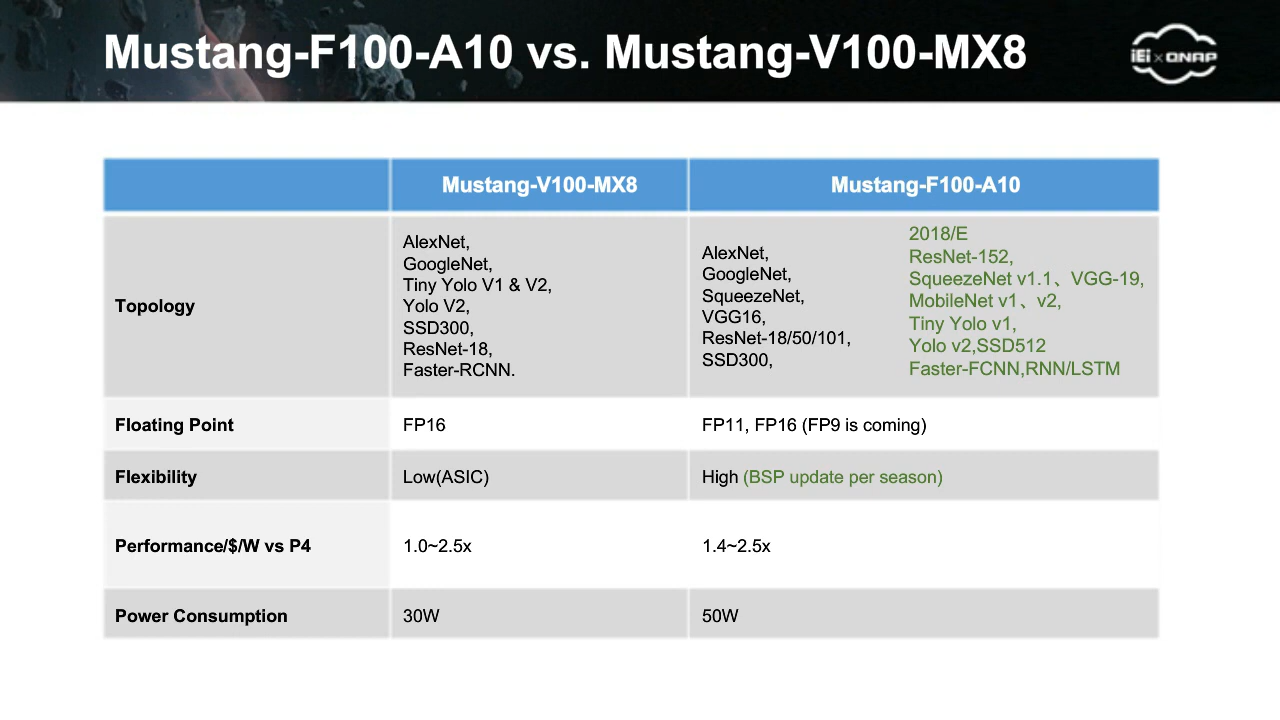 Mustang-F100-A10 vs. Mustang-V100-MX8
iEi x QNAP
Mustang-V100-MX8
Mustang-F100-A10
Topology
AlexNet,
GoogleNet,
Tiny Yolo V1 & V2,
Yolo V2,
SSD300,
ResNet-18,
Faster-RCNN.
AlexNet,
GoogleNet,
SqueezeNet,
VGG16,
ResNet-18/50/101,
SSD300,
2018/E
ResNet-152,
SqueezeNet v1.1、VGG-19,
MobileNet v1、v2,
Tiny Yolo v1,
Yolo v2,SSD512
Faster-FCNN,RNN/LSTM
Floating Point
FP16
FP11, FP16 (FP9 is coming)
Flexibility
Low(ASIC)
High (BSP update per season)
Performance/$/W vs P4
1.0~2.5x
1.4~2.5x
Power Consumption
30W
50W